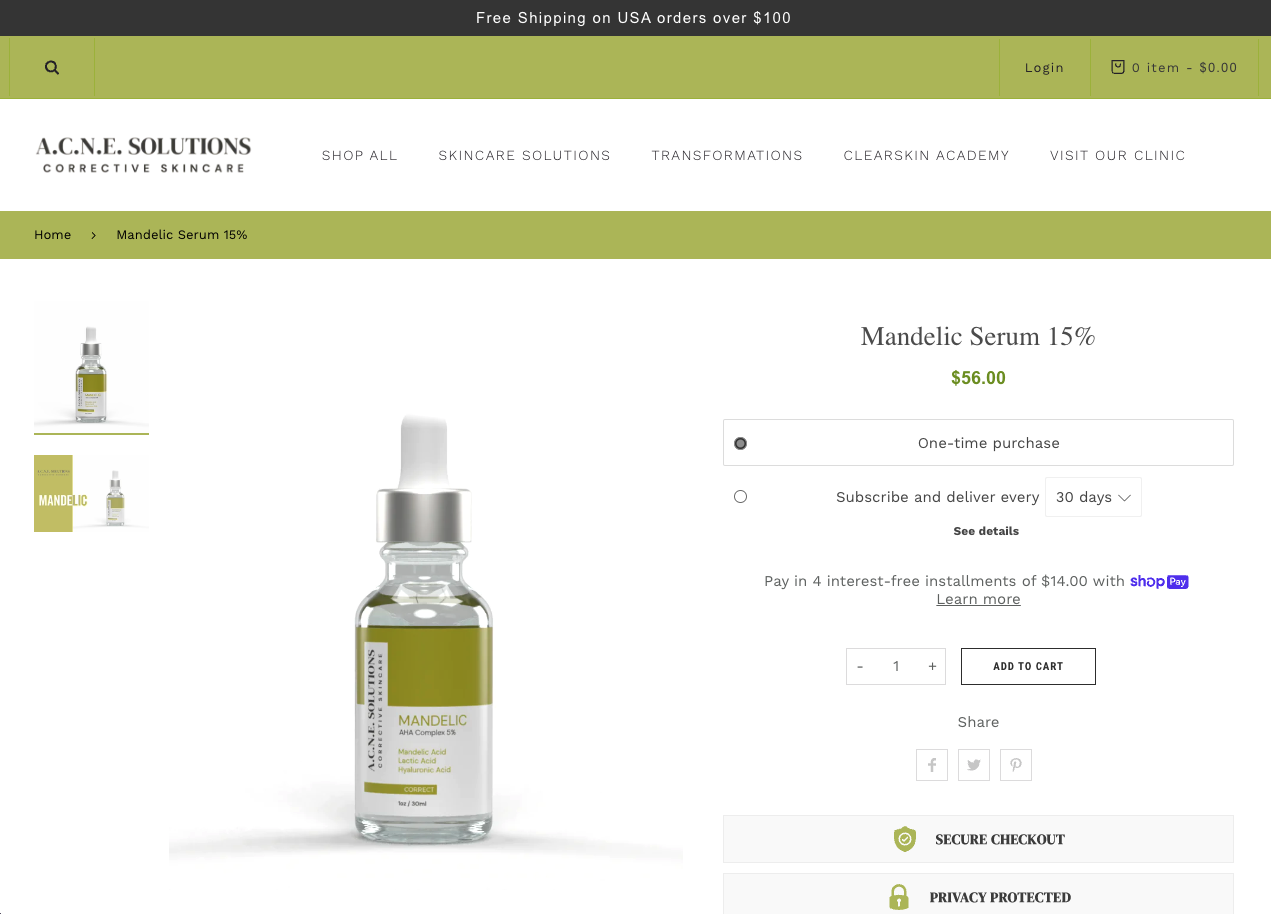 Free Shipping on USA orders over $100
Login
0 item - $0.00
A.C.N.E. SOLUTIONS
CORRECTIVE SKINCARE
SHOP ALL
SKINCARE SOLUTIONS
TRANSFORMATIONS
CLEARSKIN ACADEMY
VISIT OUR CLINIC
Home > Mandelic Serum 15%
MANDELIC
A.C.N.E. SOLUTIONS
CORRECTIVE SKINCARE
MANDELIC
AHA Complex 5%
Mandelic Acid
Lactic Acid
Hyaluronic Acid
CORRECT
1oz / 30ml
Mandelic Serum 15%
$56.00
One-time purchase
Subscribe and deliver every 30 days
See details
Pay in 4 interest-free installments of $14.00 with shop Pay
Learn more
- 1 +
ADD TO CART
Share
SECURE CHECKOUT
PRIVACY PROTECTED